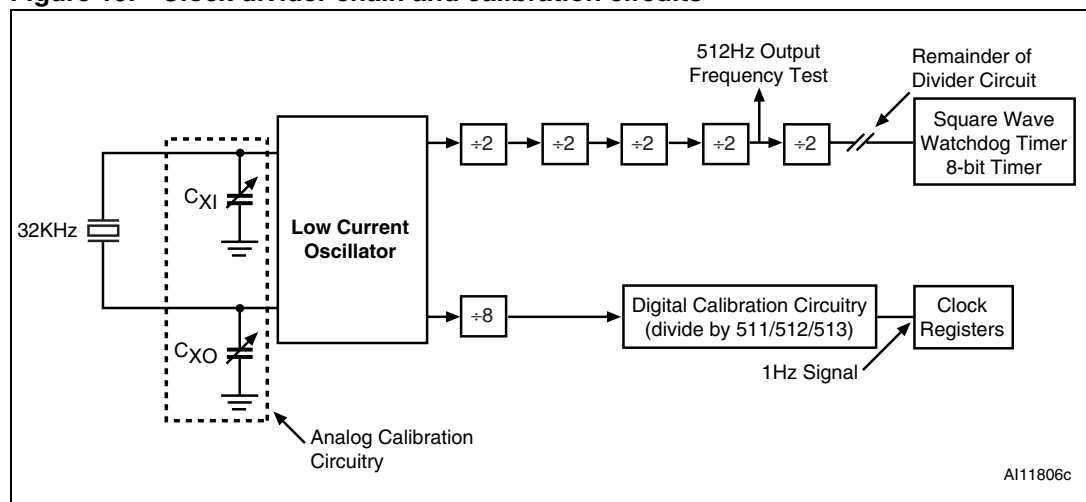 Figure Clock divider chain and calibration circuits
512Hz Output
Frequency Test
Remainder of
Divider Circuit
÷2
÷2
÷2
÷2
÷2
Square Wave
Watchdog Timer
8-bit Timer
CXI
32KHz
Low Current
Oscillator
CXO
÷8
Digital Calibration Circuitry
(divide by 511/512/513)
Clock
Registers
1Hz Signal
Analog Calibration
Circuitry
AI11806c